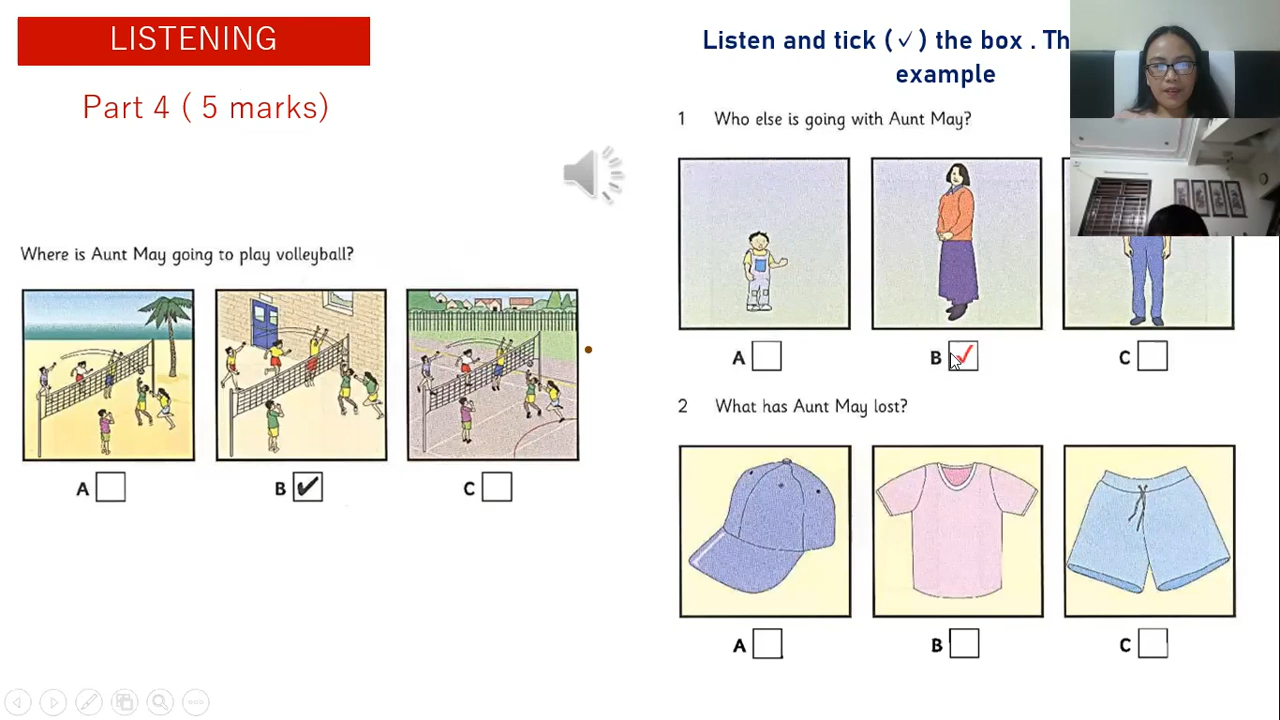 LISTENING
Part 4 ( 5 marks)
Where is Aunt May going to play volleyball?
A
B ✓
C
Listen and tick (✓) the box . Th
example
1 Who else is going with Aunt May?
A
B ✓
C
2 What has Aunt May lost?
A
B
C